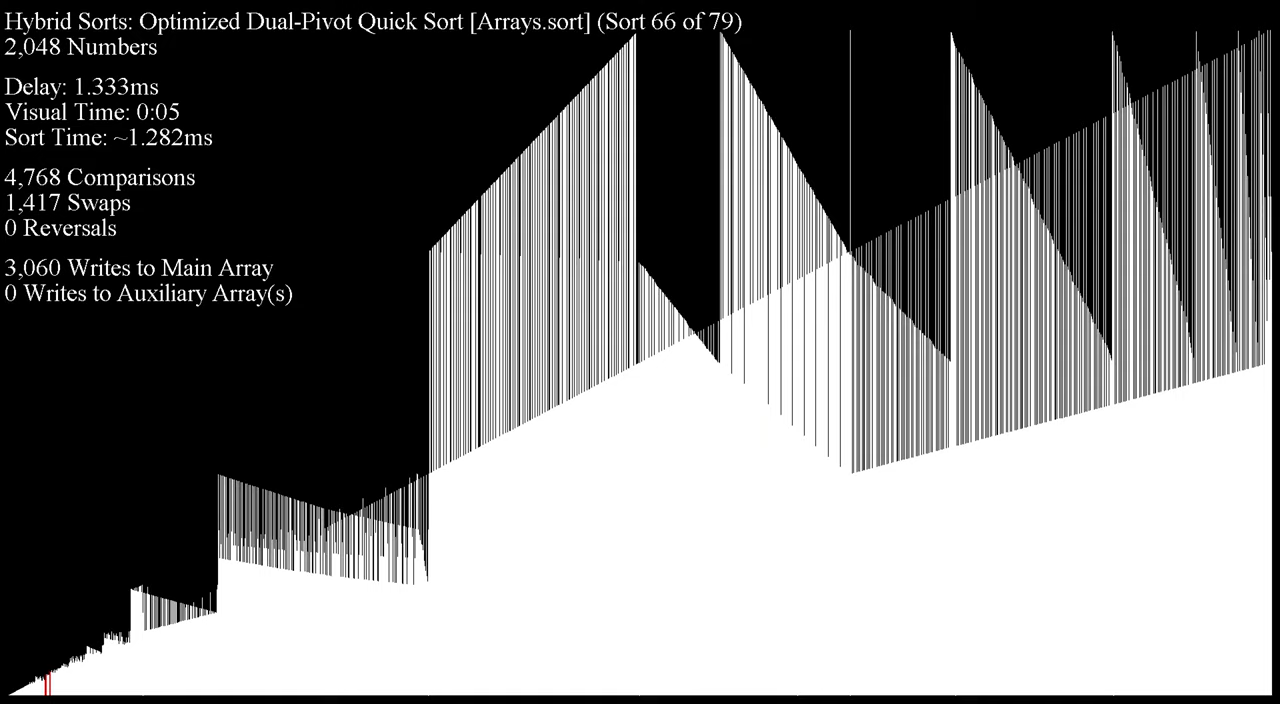 Hybrid Sorts: Optimized Dual-Pivot Quick Sort [Arrays.sort] (Sort 66 of 79)
2,048 Numbers
Delay: 1.333ms
Visual Time: 0:05
Sort Time: ~1.282ms
4,768 Comparisons
1,417 Swaps
0 Reversals
3,060 Writes to Main Array
0 Writes to Auxiliary Array(s)